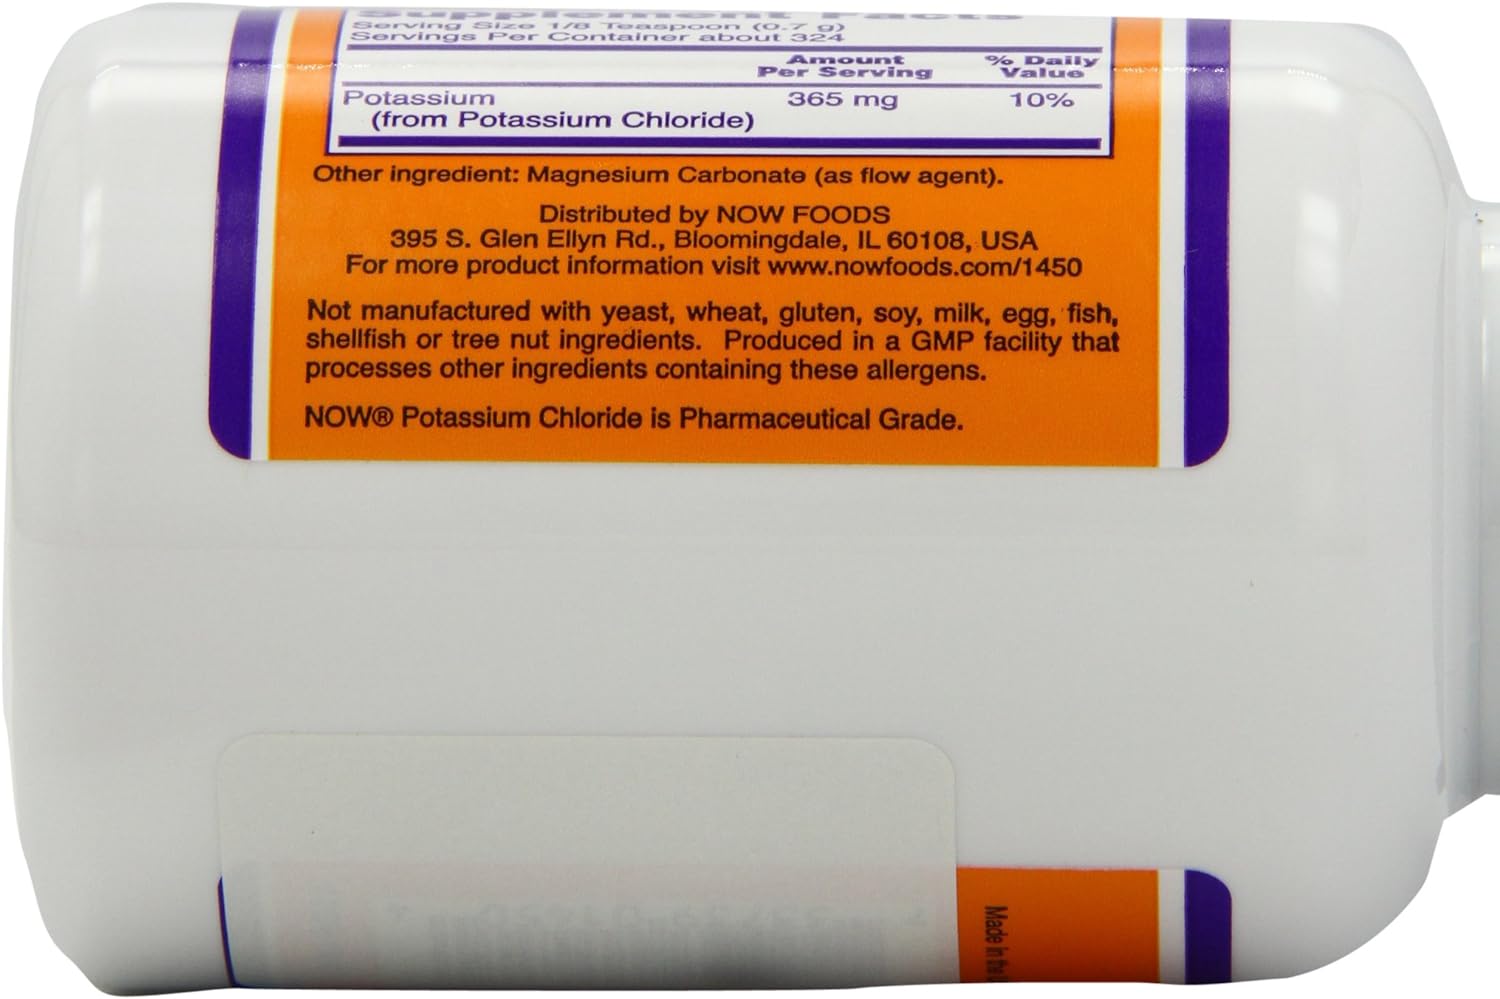 Supplement Facts
Serving Size 1/8 Teaspoon (0.7 g)
Servings Per Container about 324
Amount Per Serving % Daily Value
Potassium 365 mg 10%
(from Potassium Chloride)
Other ingredient: Magnesium Carbonate (as flow agent).
Distributed by NOW FOODS
395 S. Glen Ellyn Rd., Bloomingdale, IL 60108, USA
For more product information visit www.nowfoods.com/1450
Not manufactured with yeast, wheat, gluten, soy, milk, egg, fish,
shellfish or tree nut ingredients. Produced in a GMP facility that
processes other ingredients containing these allergens.
NOW® Potassium Chloride is Pharmaceutical Grade.
Made in the